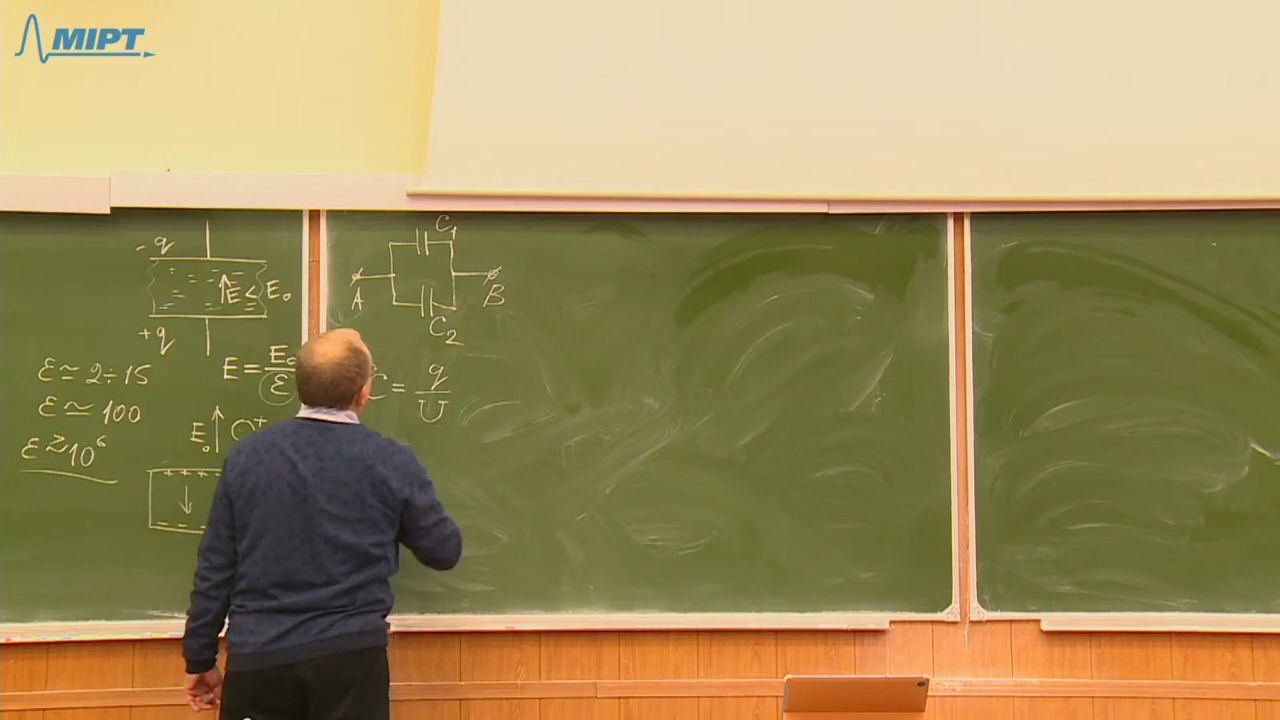 MIPT
- q
E < E₀
+ q
E = E₀/ε
ε ≃ 2 ÷ 15
ε ≃ 100
ε ≳ 10⁶
E₀
+
+ + + +
- - -
C₁
A
B
C₂
C = q/U